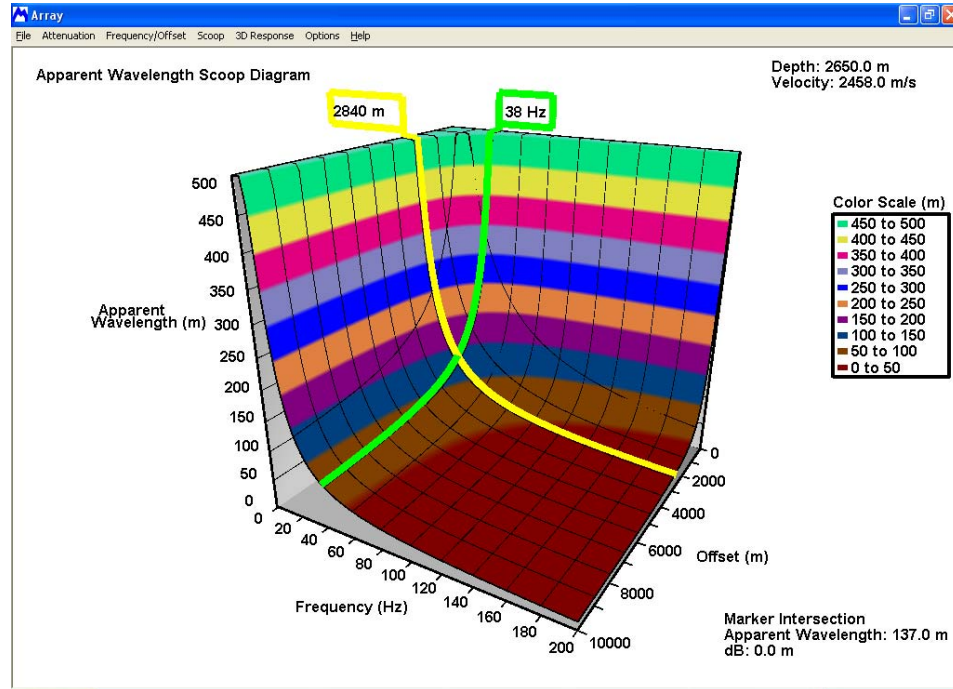 Array
File Attenuation Frequency/Offset Scoop 3D Response Options Help
Apparent Wavelength Scoop Diagram
Depth: 2650.0 m
Velocity: 2458.0 m/s
2840 m
38 Hz
500
450
400
350
300
250
200
150
100
50
0
Apparent
Wavelength (m)
Color Scale (m)
450 to 500
400 to 450
350 to 400
300 to 350
250 to 300
200 to 250
150 to 200
100 to 150
50 to 100
0 to 50
0
20
40
60
80
100
120
140
160
180
200
Frequency (Hz)
0
2000
4000
6000
8000
10000
Offset (m)
Marker Intersection
Apparent Wavelength: 137.0 m
dB: 0.0 m